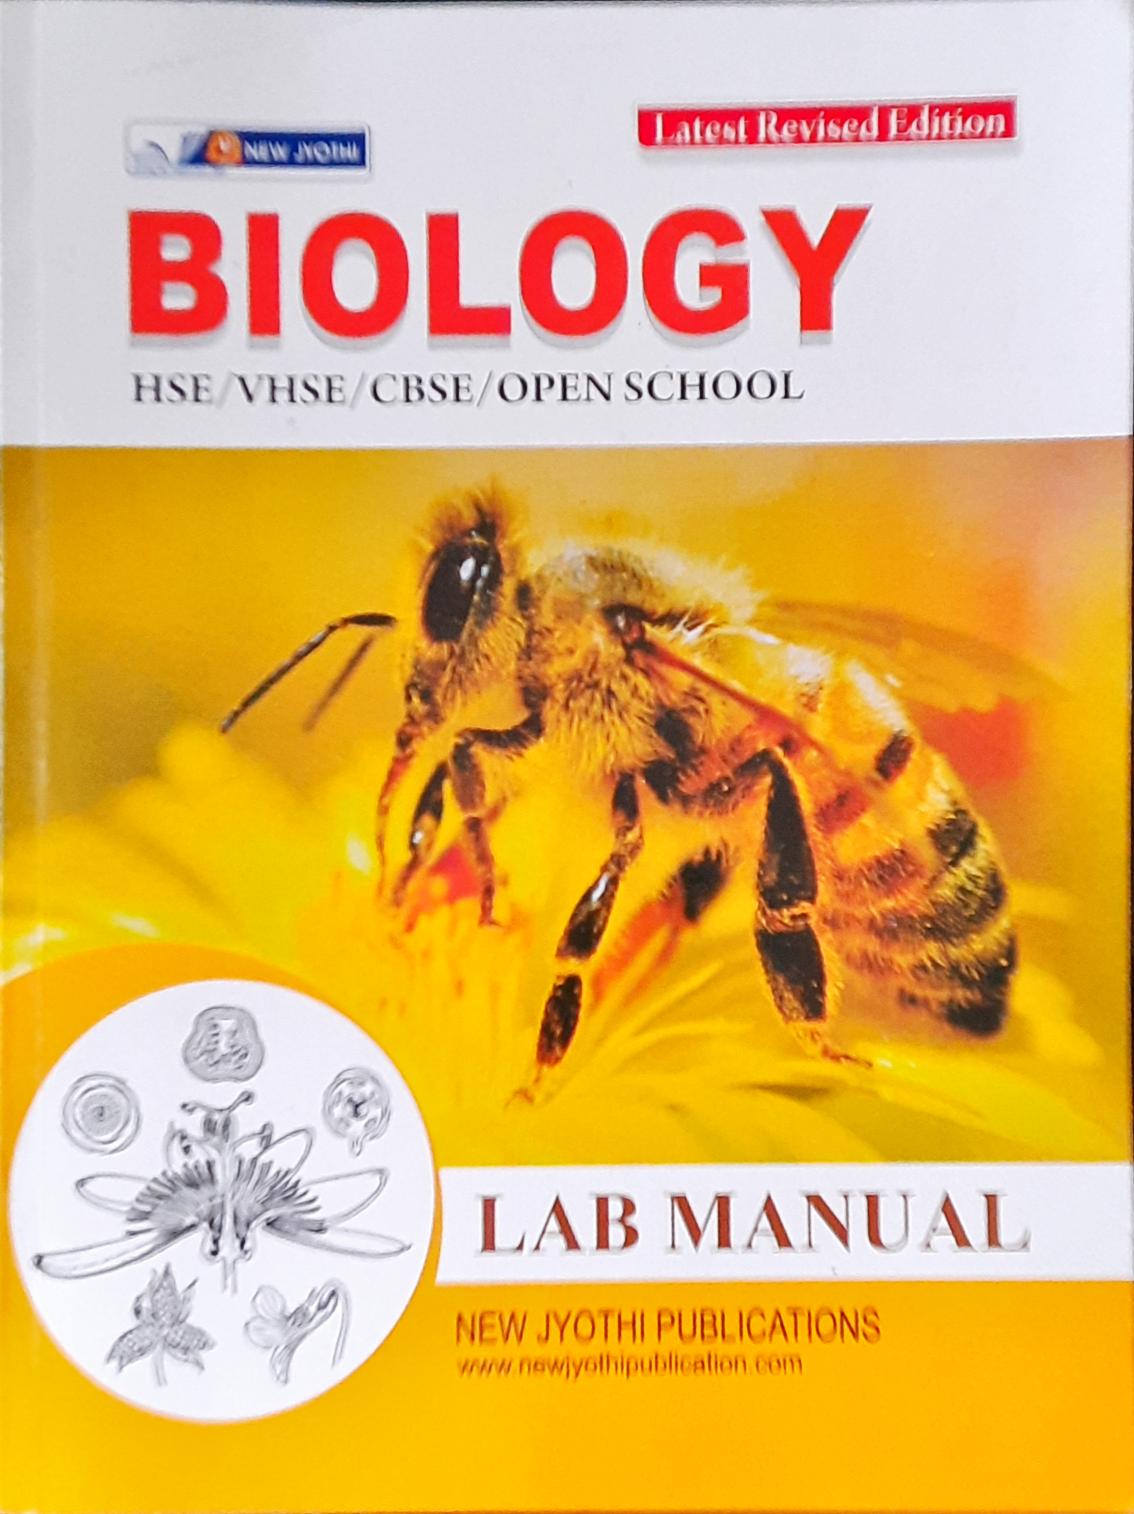 NEW JYOTHI
Latest Revised Edition
BIOLOGY
HSE/VHSE/CBSE/OPEN SCHOOL
LAB MANUAL
NEW JYOTHI PUBLICATIONS
www.newjyothipublication.com